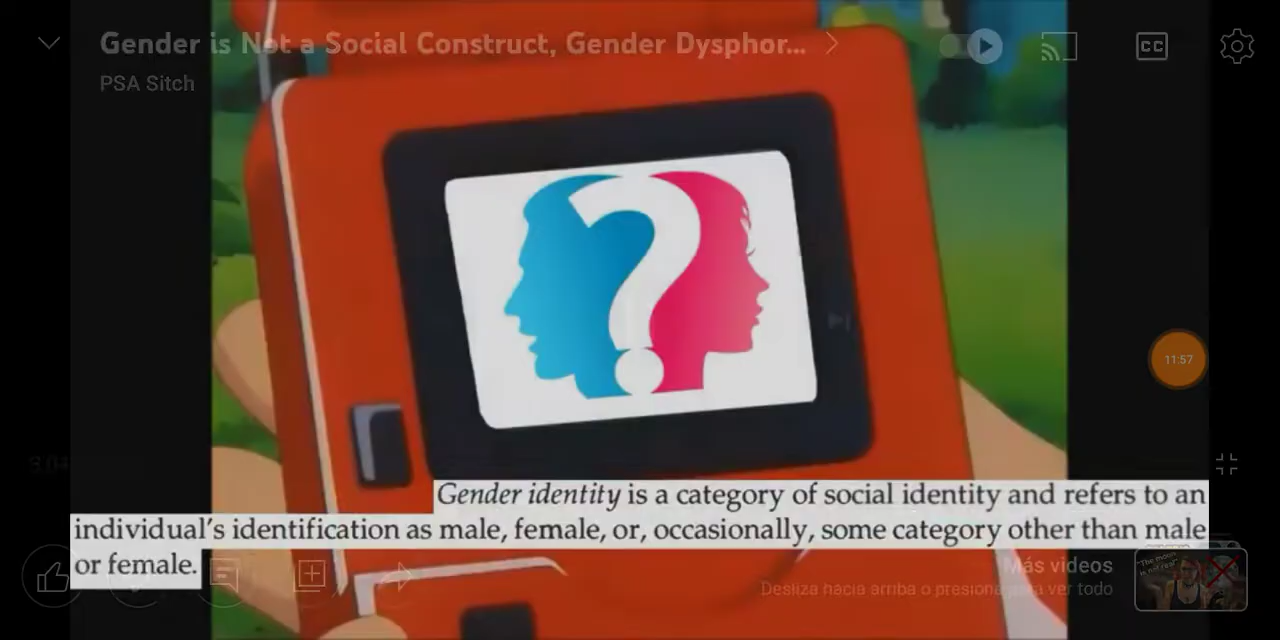 Gender is Not a Social Construct, Gender Dysphor...
PSA Sitch
CC
11:57
Gender identity is a category of social identity and refers to an
individual's identification as male, female, or, occasionally, some category other than male
or female.
Más videos
Desliza hacia arriba o presiona para ver todo